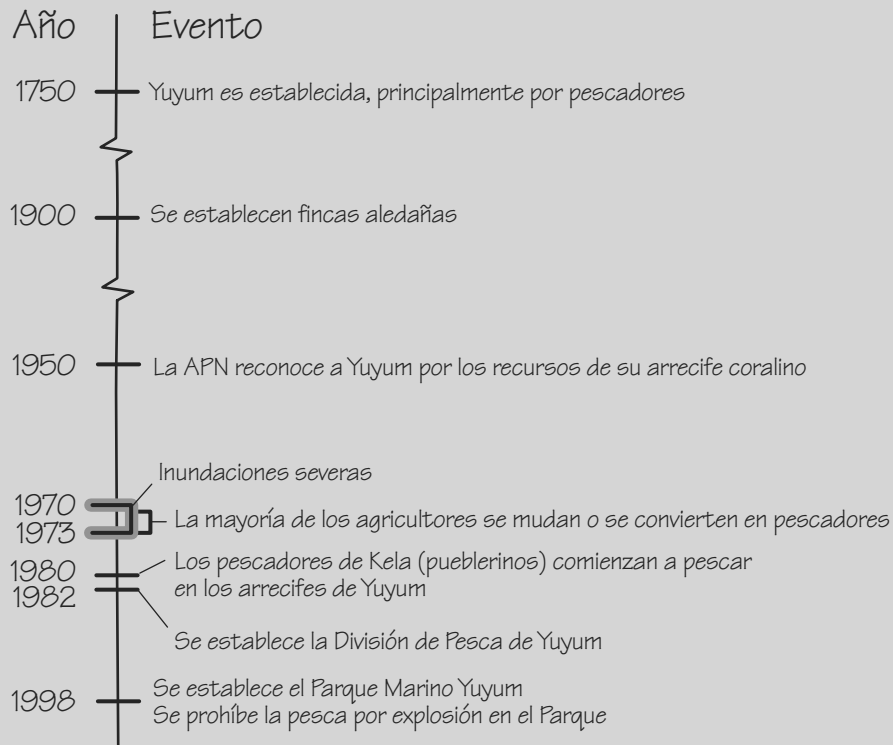 Año Evento
1750 Yuyum es establecida, principalmente por pescadores
1900 Se establecen fincas aledañas
1950 La APN reconoce a Yuyum por los recursos de su arrecife coralino
Inundaciones severas
1970
La mayoría de los agricultores se mudan o se convierten en pescadores
1973
1980 Los pescadores de Kela (pueblerinos) comienzan a pescar
en los arrecifes de Yuyum
1982
Se establece la División de Pesca de Yuyum
1998 Se establece el Parque Marino Yuyum
Se prohíbe la pesca por explosión en el Parque